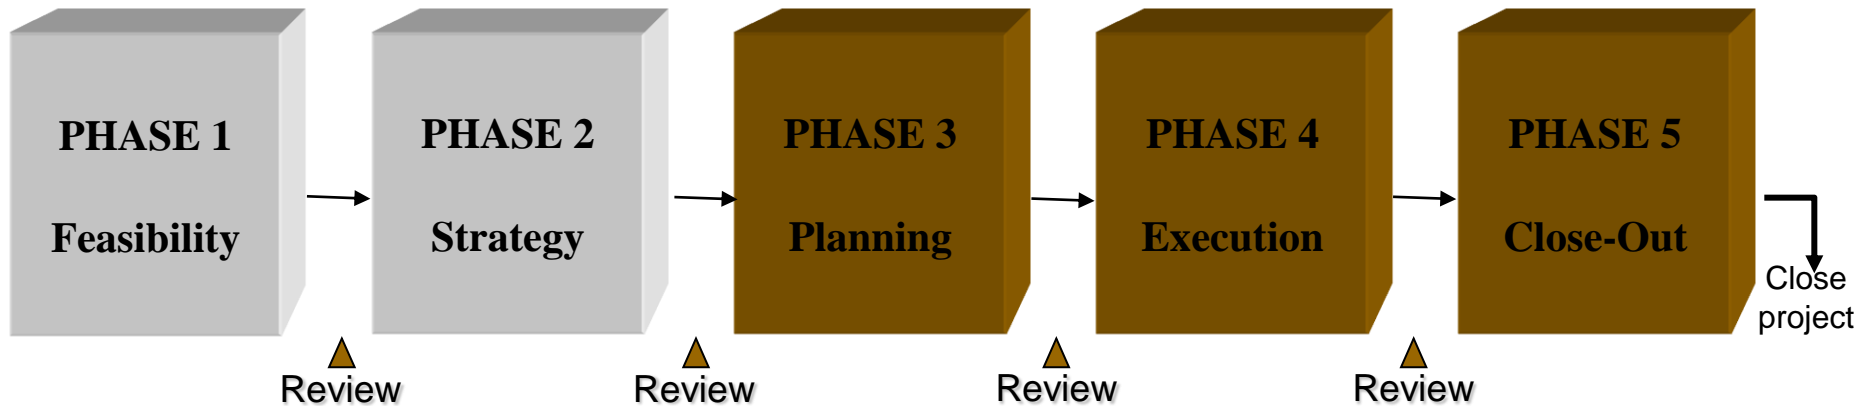 PHASE 1
Feasibility
PHASE 2
Strategy
PHASE 3
Planning
PHASE 4
Execution
PHASE 5
Close-Out
Close
project
Review
Review
Review
Review